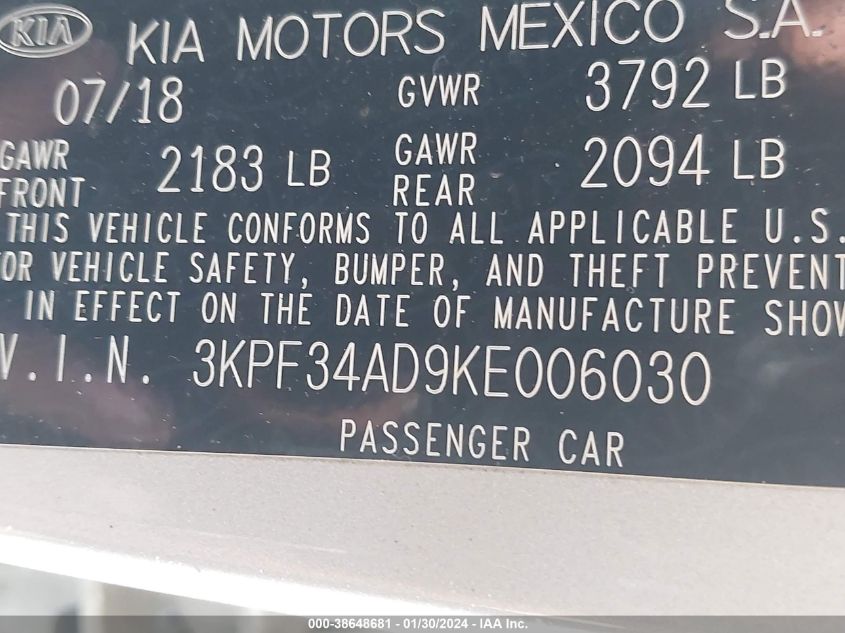 KIA KIA MOTORS MEXICO S.A.
07/18 GVWR 3792 LB
GAWR FRONT 2183 LB GAWR REAR 2094 LB
THIS VEHICLE CONFORMS TO ALL APPLICABLE U.S.
OR VEHICLE SAFETY, BUMPER, AND THEFT PREVENT
IN EFFECT ON THE DATE OF MANUFACTURE SHOW
V.I.N. 3KPF34AD9KE006030
PASSENGER CAR
000-38648681 - 01/30/2024 - IAA Inc.